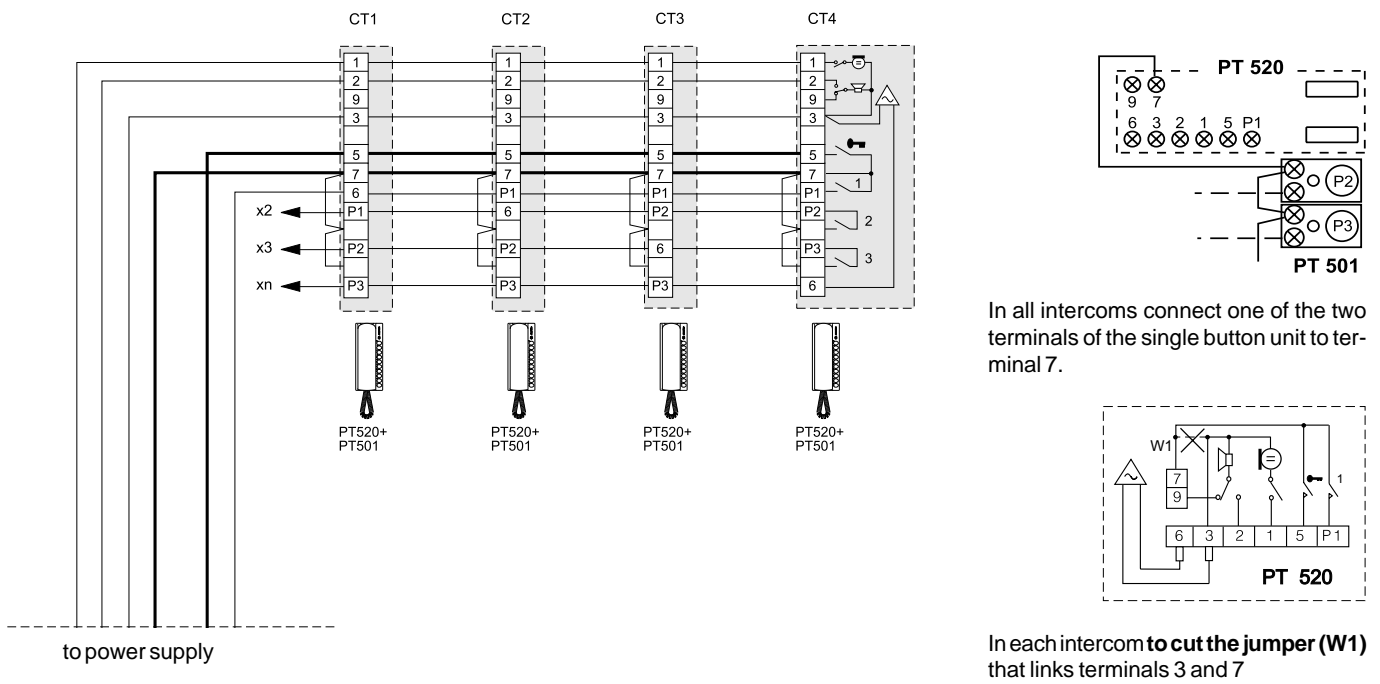 CT1 CT2 CT3 CT4
1 1 1 1
2 2 2 2
9 9 9 9
3 3 3 3
5 5 5 5
7 7 7 7
6 P1 P1 P1 1
x2 P1 6 P2 P2 2
x3 P2 P2 6 P3 3
xn P3 P3 P3 6
PT520+ PT520+ PT520+ PT520+
PT501 PT501 PT501 PT501
to power supply
PT 520
9 7
6 3 2 1 5 P1
P2
P3
PT 501
In all intercoms connect one of the two
terminals of the single button unit to ter-
minal 7.
W1
7
9
1
6 3 2 1 5 P1
PT 520
In each intercom to cut the jumper (W1)
that links terminals 3 and 7